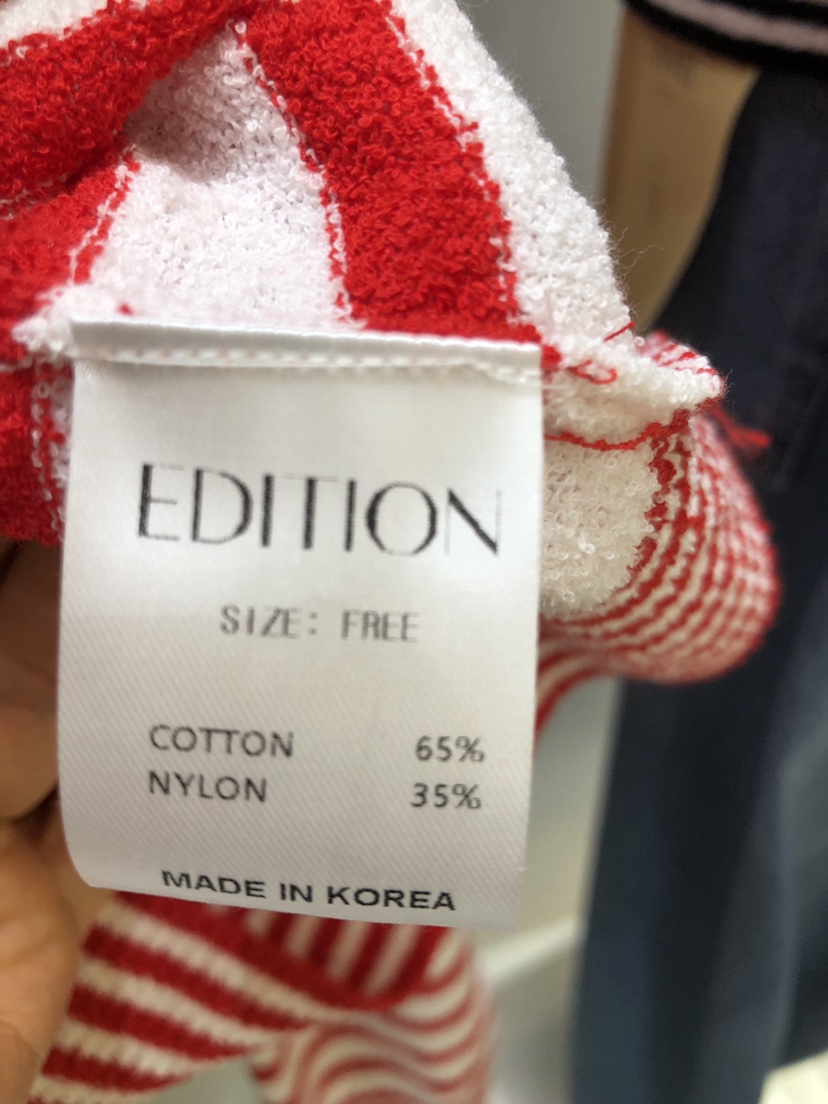 EDITION
SIZE: FREE
COTTON 65%
NYLON 35%
MADE IN KOREA